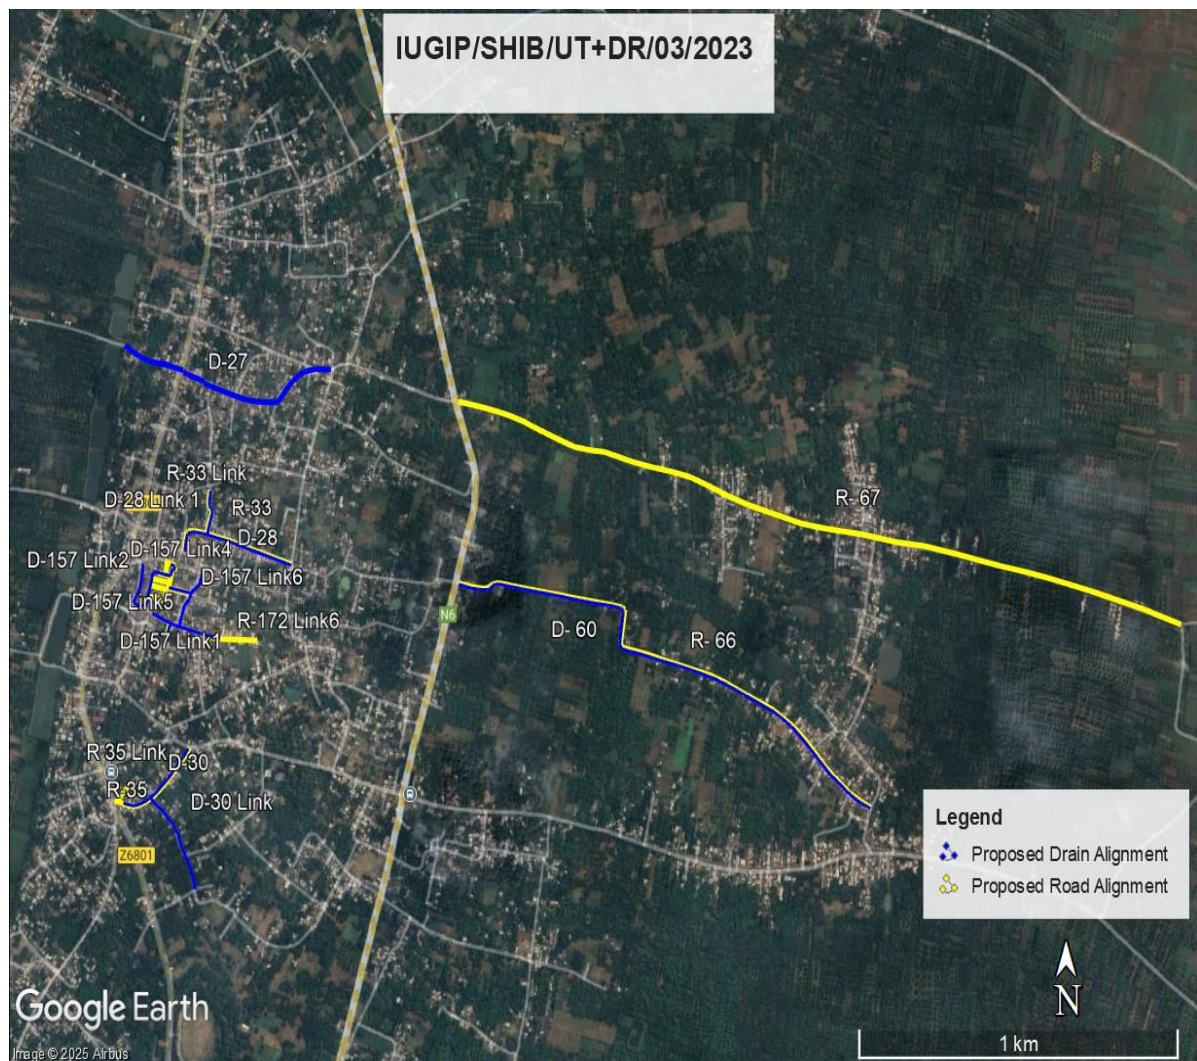 IUGIP/SHIB/UT+DR/03/2023
D-27
R-33 Link
D-28 Link 1
R-33
D-28
D-157 Link4
D-157 Link2
D-157 Link6
D-157 Link5
R-172 Link6
D-157 Link1
N6
R- 67
D- 60
R- 66
R 35 Link
D-30
R-35
D-30 Link
Z6801
Legend
Proposed Drain Alignment
Proposed Road Alignment
N
Google Earth
1 km
Image © 2025 Airbus